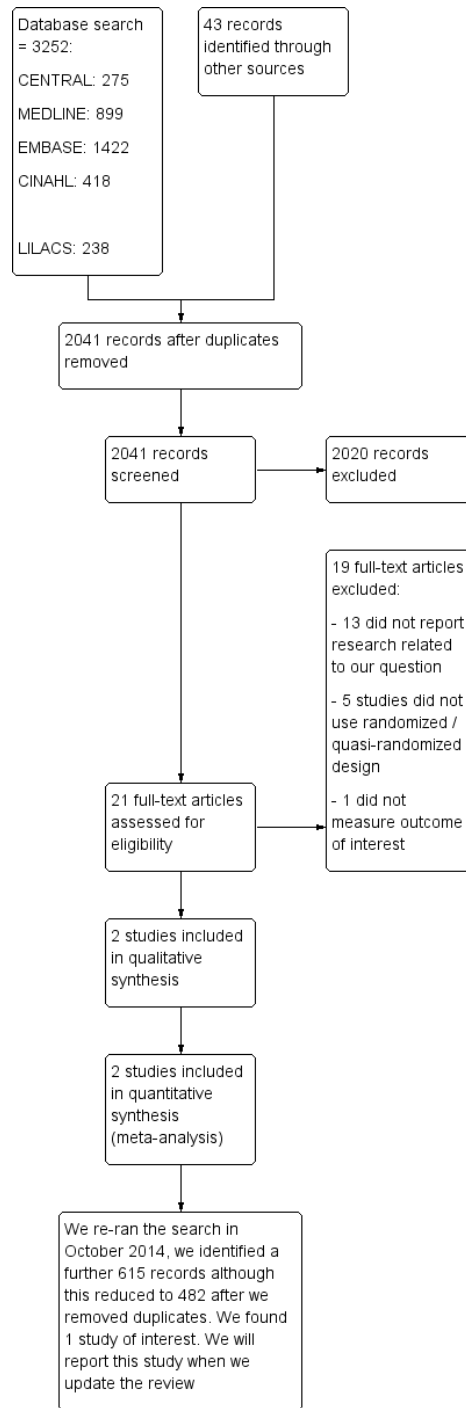 Database search
= 3252:
CENTRAL: 275
MEDLINE: 899
EMBASE: 1422
CINAHL: 418
LILACS: 238
43 records
identified through
other sources
2041 records after duplicates
removed
2041 records
screened
2020 records
excluded
19 full-text articles
excluded:
- 13 did not report
research related
to our question
- 5 studies did not
use randomized /
quasi-randomized
design
- 1 did not
measure outcome
of interest
21 full-text articles
assessed for
eligibility
2 studies included
in qualitative
synthesis
2 studies included
in quantitative
synthesis
(meta-analysis)
We re-ran the search in
October 2014, we identified a
further 615 records although
this reduced to 482 after we
removed duplicates. We found
1 study of interest. We will
report this study when we
update the review